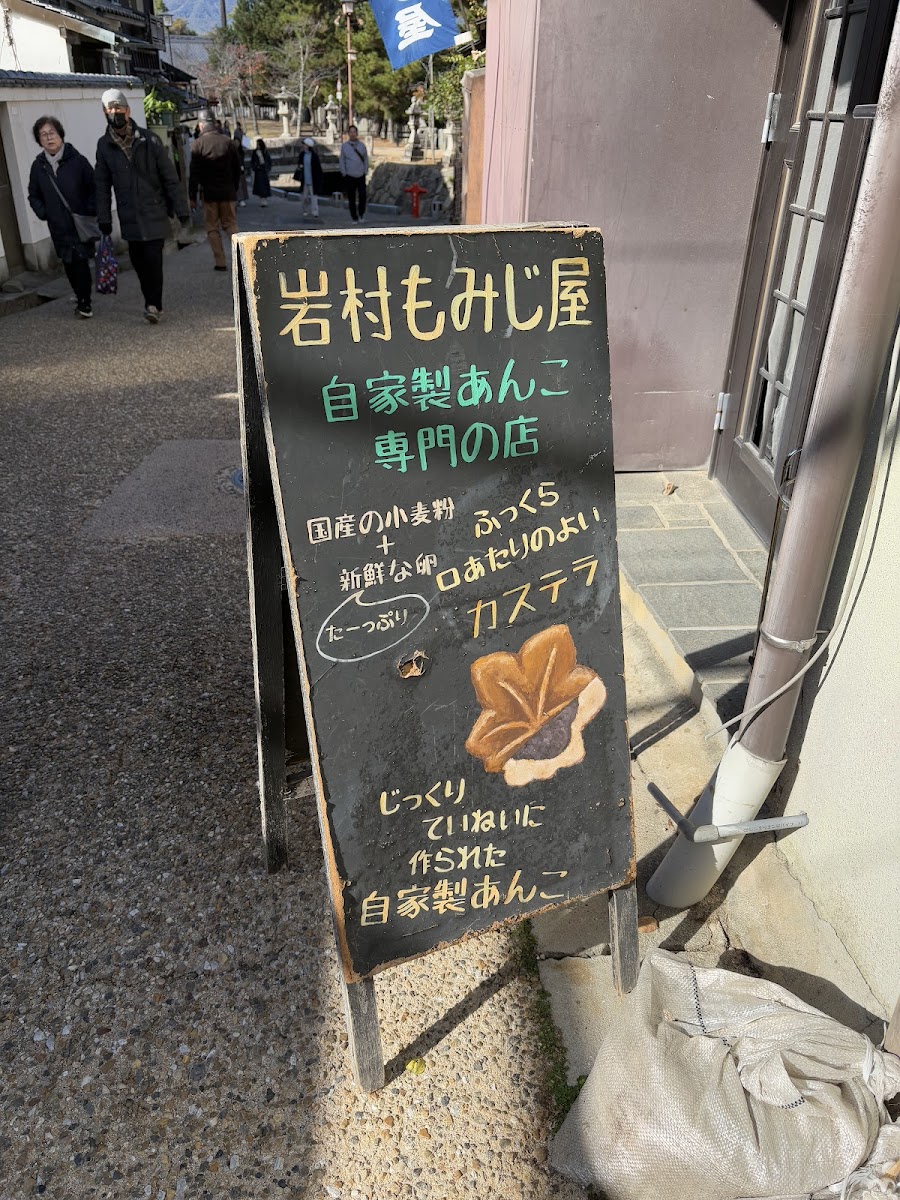 屋
岩村もみじ屋
自家製あんこ
専門の店
国産の小麦粉
+
新鮮な卵
たーっぷり
ふっくら
口あたりのよい
カステラ
じっくり
ていねいに
作られた
自家製あんこ